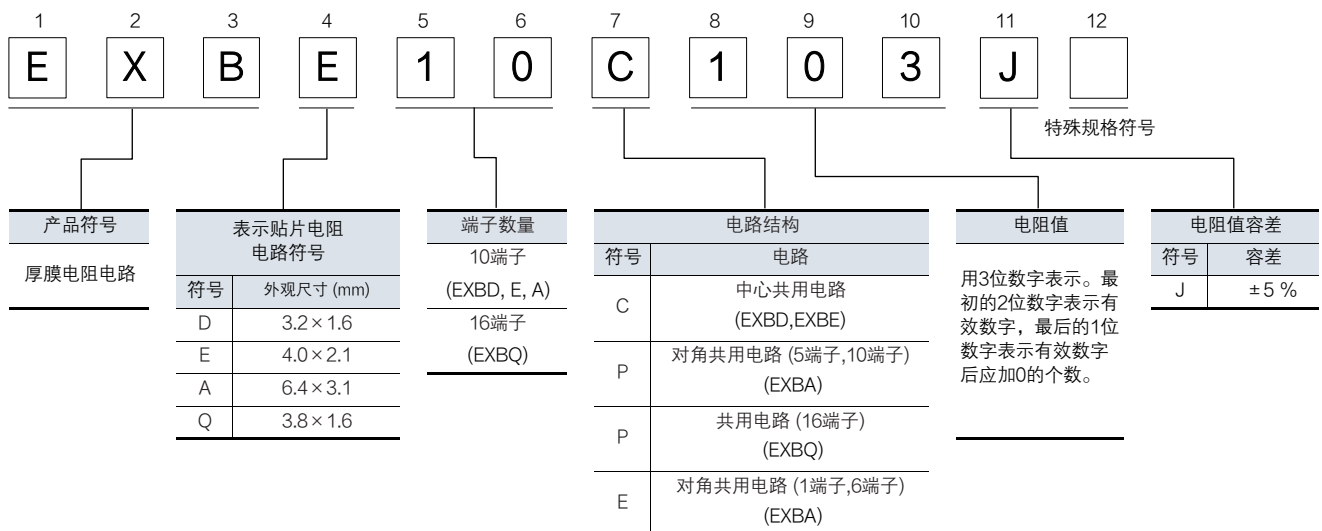 1 2 3 4 5 6 7 8 9 10 11 12
E X B E 1 0 C 1 0 3 J
特殊规格符号
产品符号
厚膜电阻电路
表示贴片电阻
电路符号
符号 外观尺寸 (mm)
D 3.2×1.6
E 4.0×2.1
A 6.4×3.1
Q 3.8×1.6
端子数量
10端子
(EXBD, E, A)
16端子
(EXBQ)
电路结构
符号 电路
C 中心共用电路
(EXBD,EXBE)
P 对角共用电路 (5端子,10端子)
(EXBA)
P 共用电路 (16端子)
(EXBQ)
E 对角共用电路 (1端子,6端子)
(EXBA)
电阻值
用3位数字表示。最
初的2位数字表示有
效数字，最后的1位
数字表示有效数字
后应加0的个数。
电阻值容差
符号 容差
J ±5 %